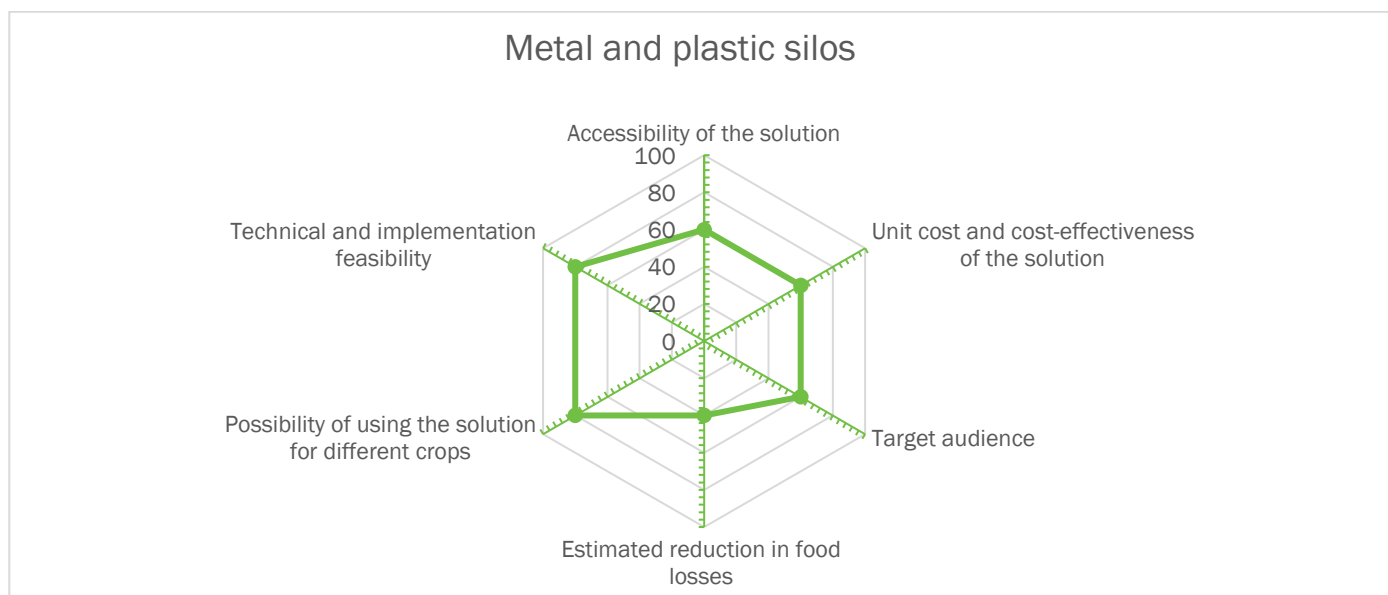 Metal and plastic silos
Accessibility of the solution
100
80
60
40
20
0
Unit cost and cost-effectiveness
of the solution
Target audience
Estimated reduction in food
losses
Possibility of using the solution
for different crops
Technical and implementation
feasibility